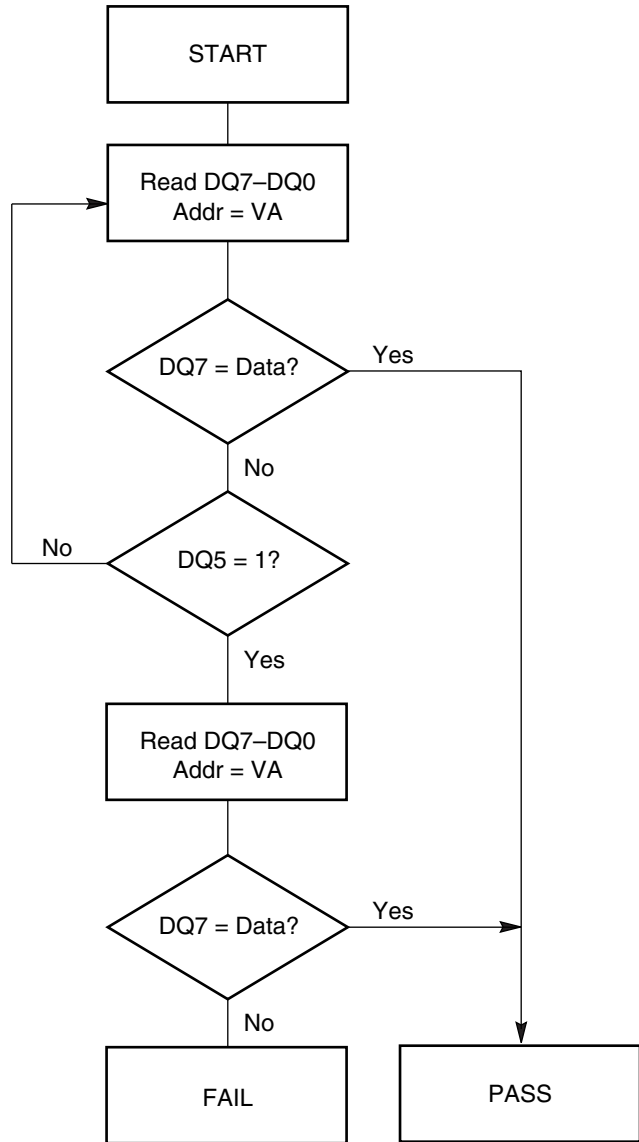 START
Read DQ7–DQ0
Addr = VA
DQ7 = Data?
Yes
No
No
DQ5 = 1?
Yes
Read DQ7–DQ0
Addr = VA
DQ7 = Data?
Yes
No
FAIL
PASS